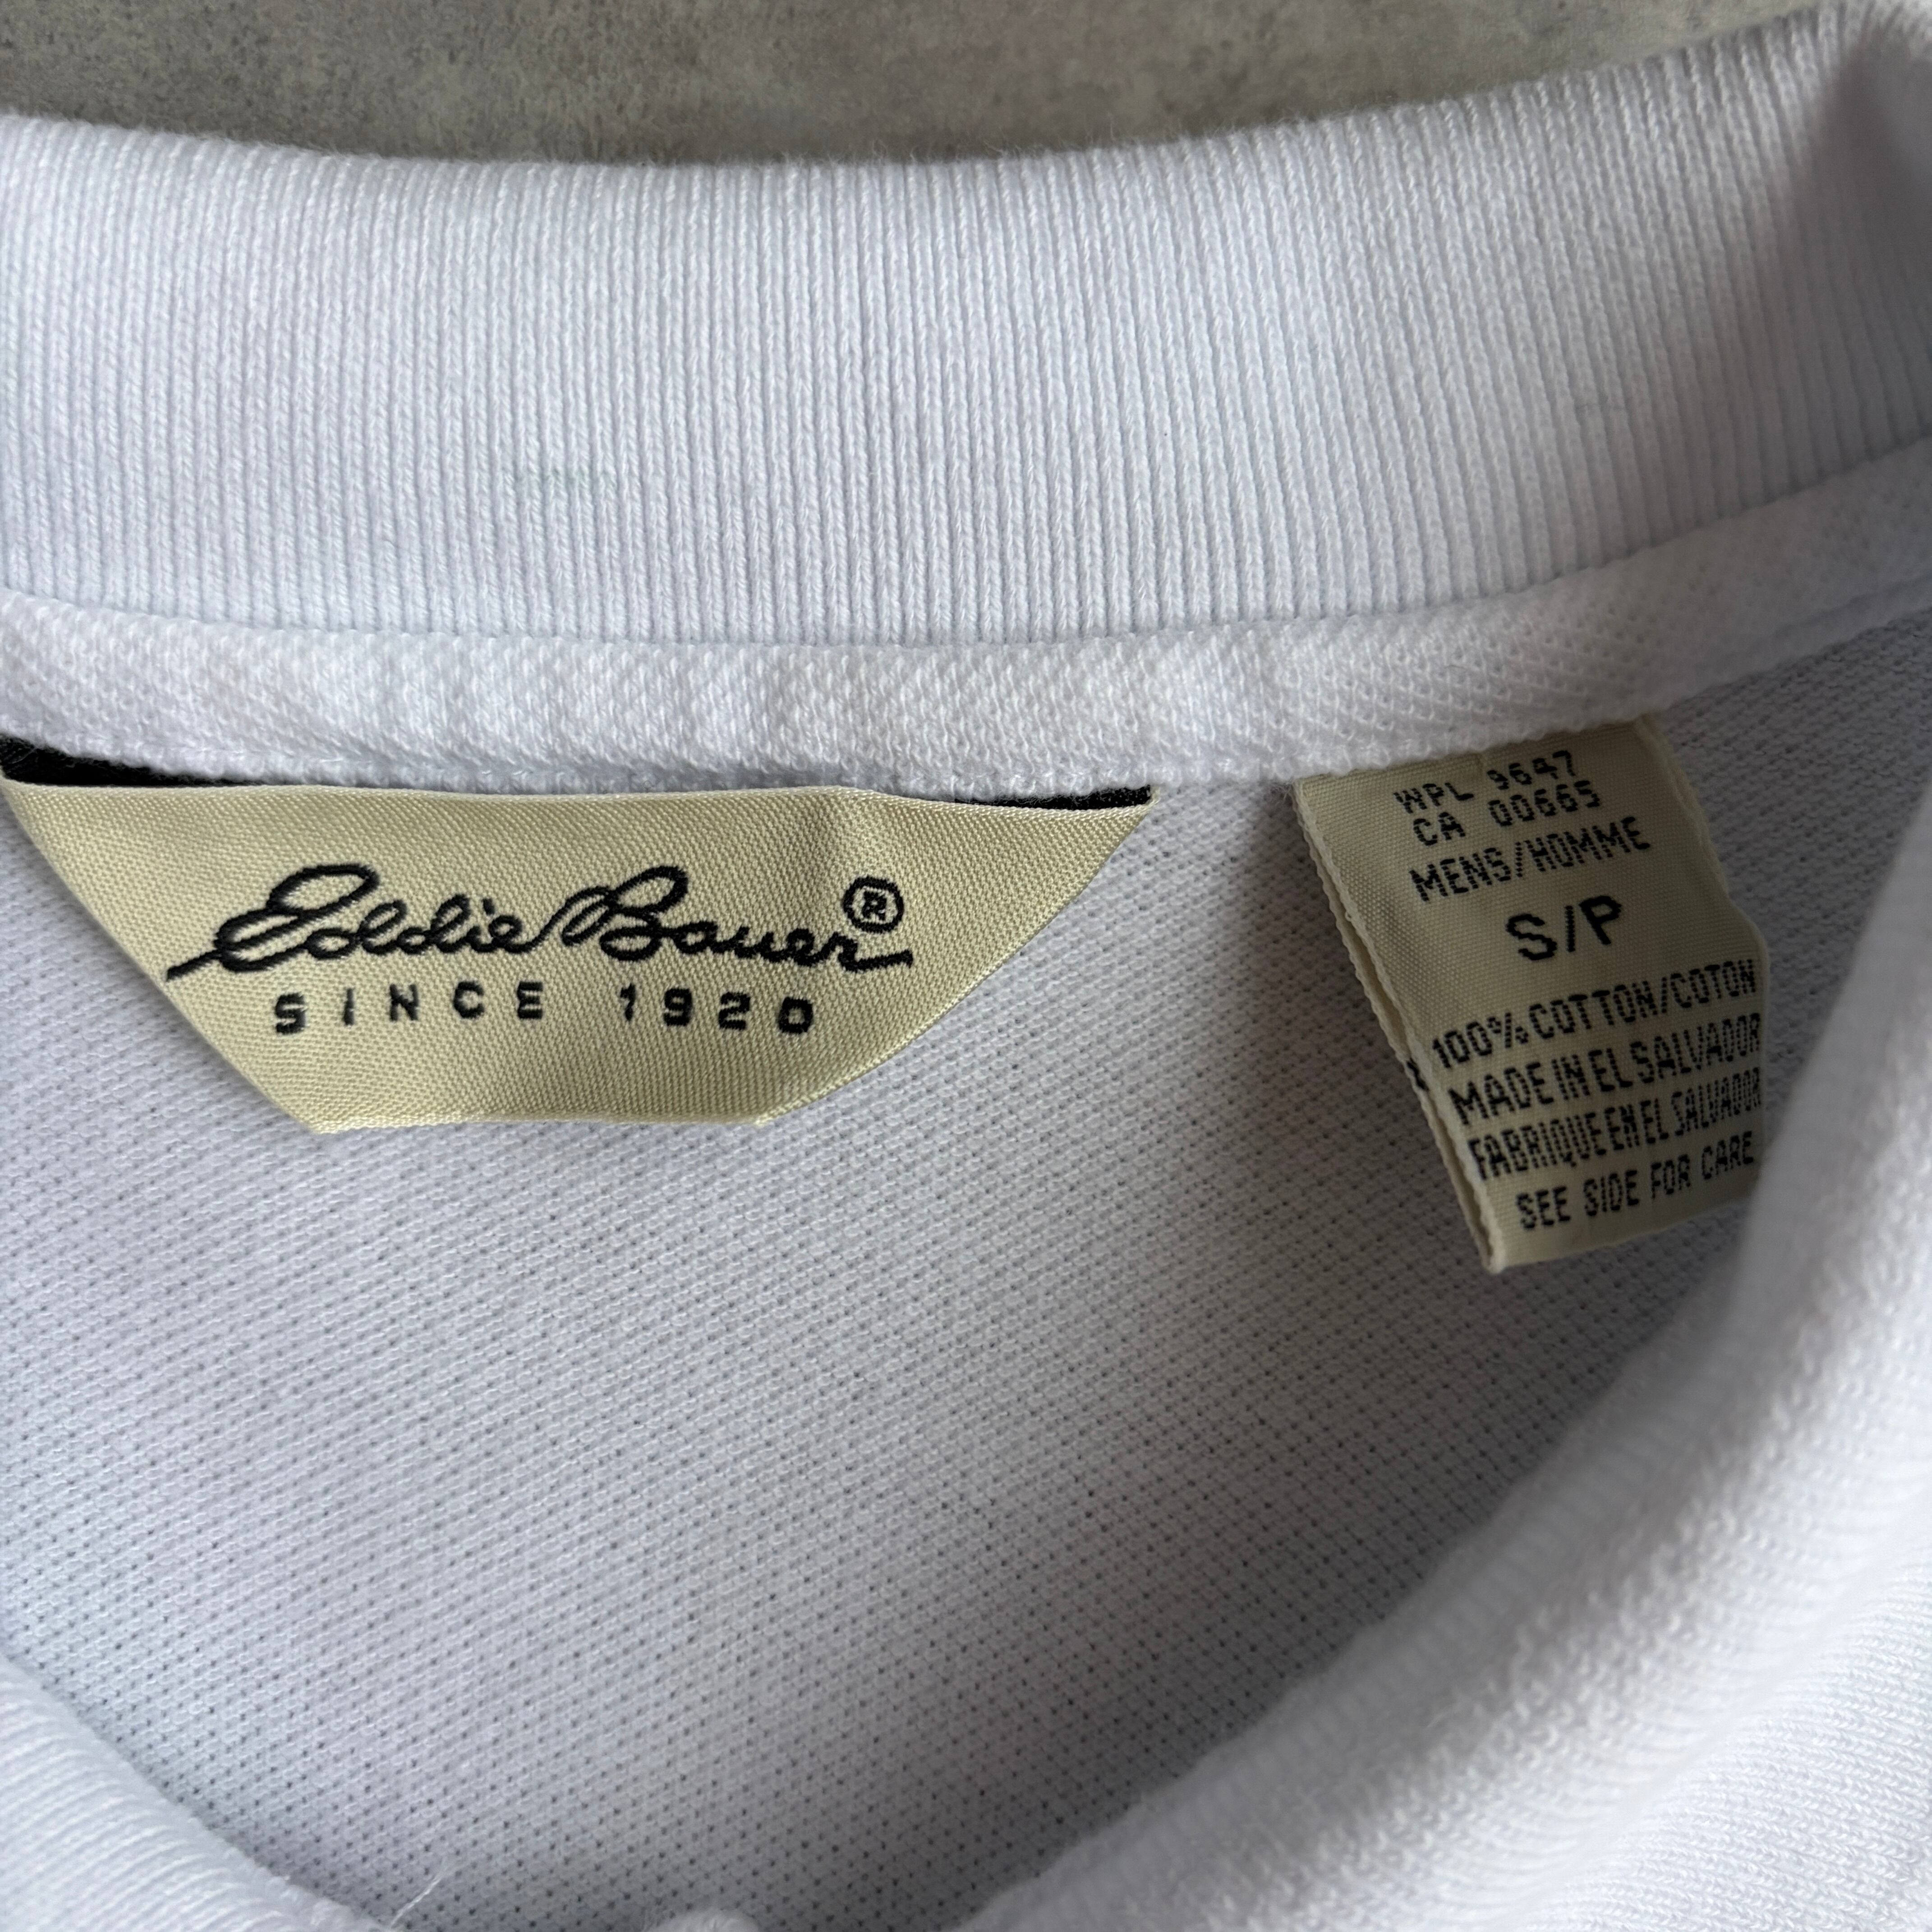 Eddie Bauer®
SINCE 1920
WPL 9647
CA 00665
MENS/HOMME
S/P
100% COTTON/COTON
MADE IN EL SALVADOR
FABRIQUE EN EL SALVADOR
SEE SIDE FOR CARE